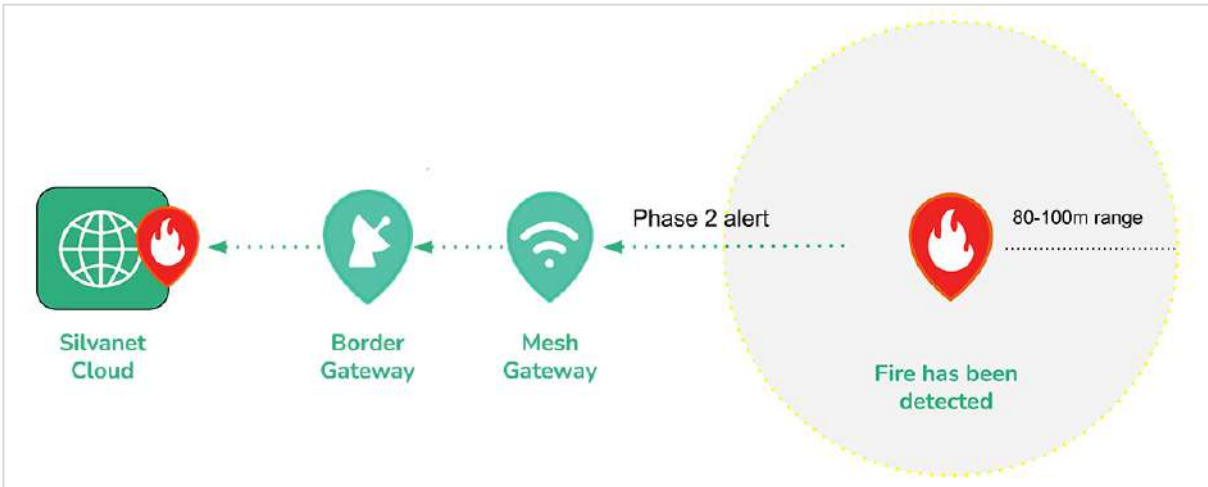 Phase 2 alert
80-100m range
Silvanet
Cloud
Border
Gateway
Mesh
Gateway
Fire has been
detected